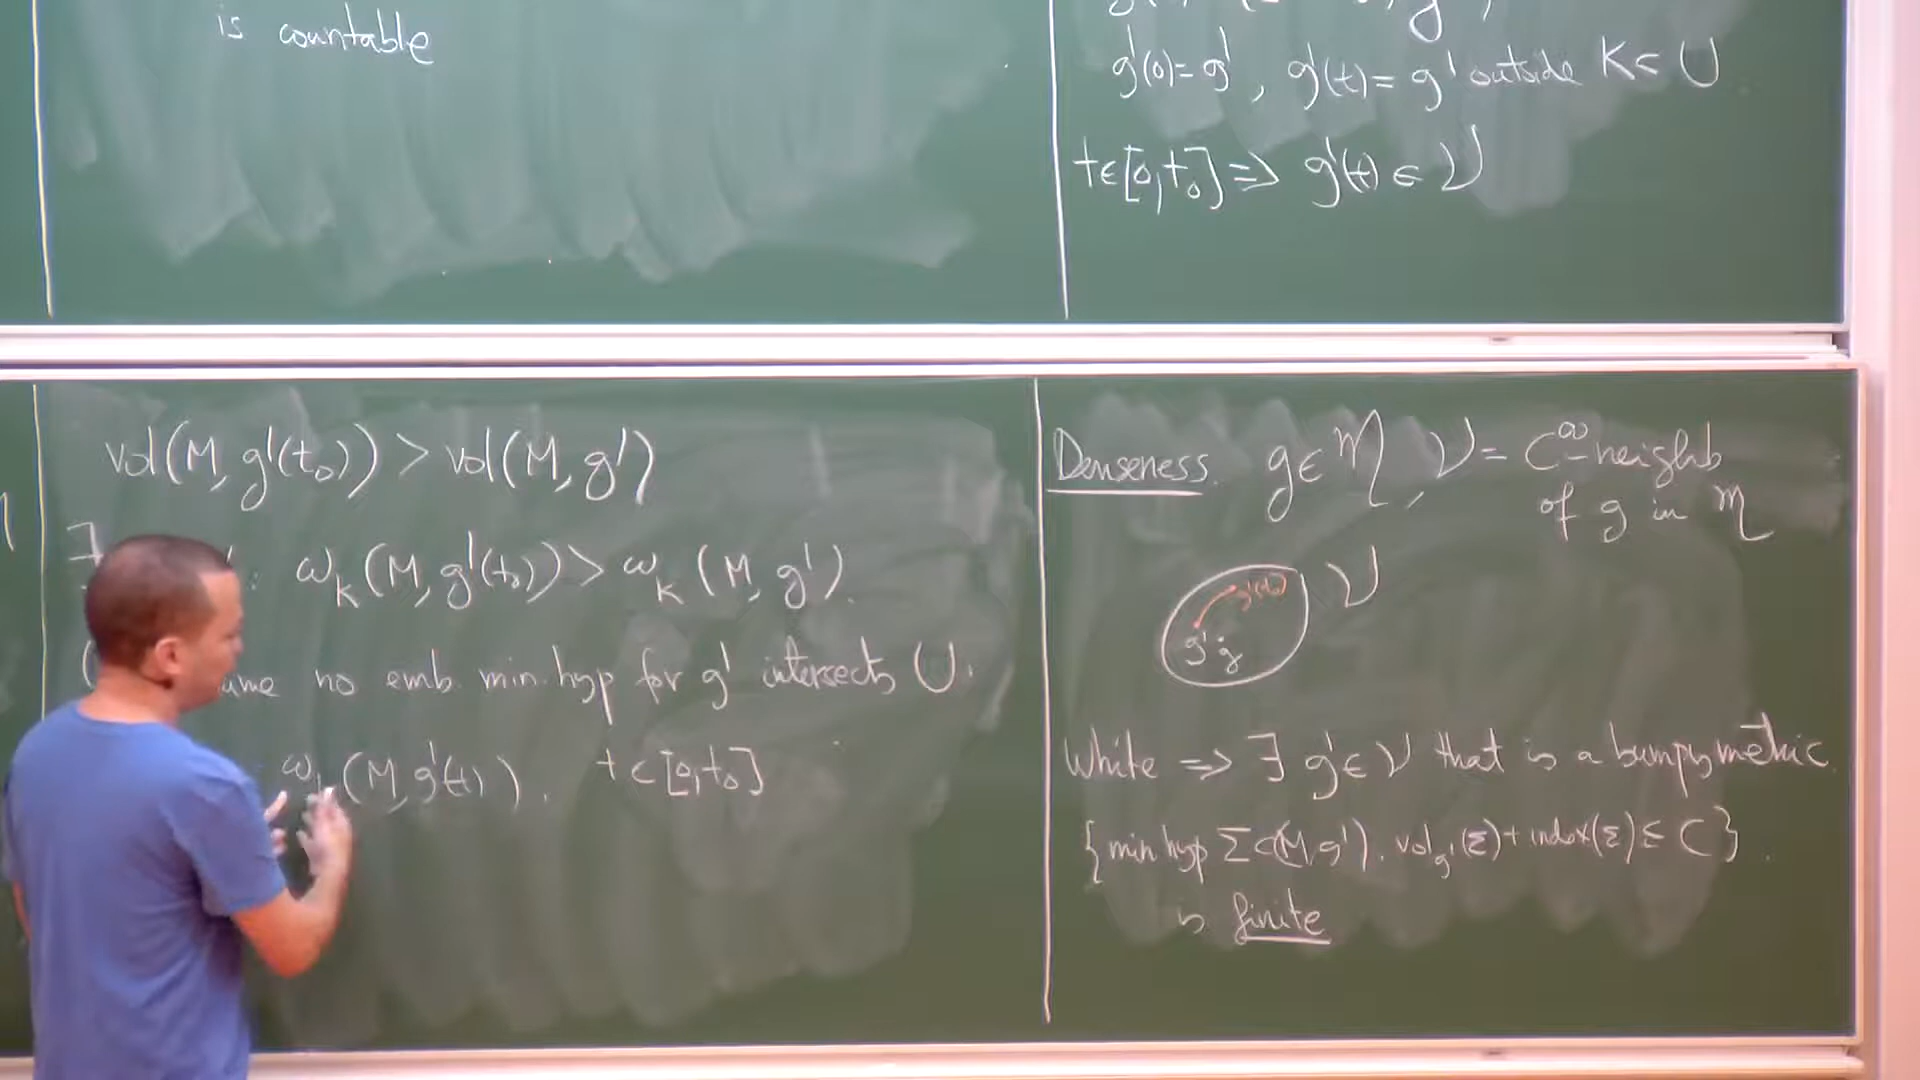 is countable
g'(0)=g', g'(t)=g' outside K⊂U
t∈[0,t₀] ⇒ g'(t) ∈ 𝒱
vol(M,g'(t₀)) > vol(M,g')
∃ : ω_k(M,g'(t₀)) > ω_k(M,g').
no emb. min. hyp for g' intersects U.
(M,g'(t)), t⊂[0,t₀]
Denseness. g∈𝓜, 𝒱 = C^∞-neighb
of g in 𝓜
g'(t₀) 𝒱
g' g
White ⇒ ∃ g'∈𝒱 that is a bumpy metric.
{min hyp Σ⊂(M,g'). vol_g'(Σ)+index(Σ)≤C}.
is finite